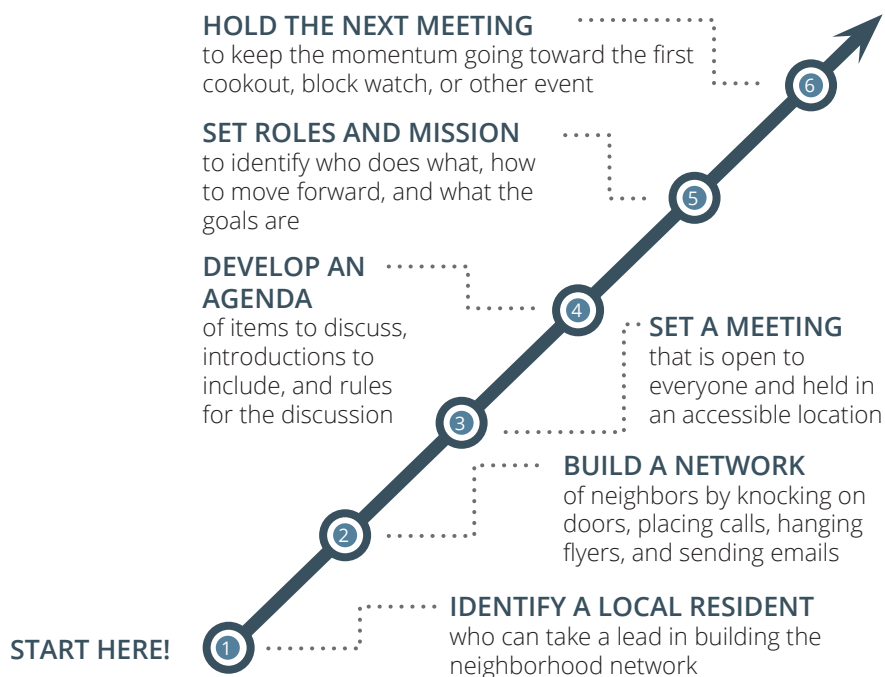 HOLD THE NEXT MEETING
to keep the momentum going toward the first
cookout, block watch, or other event
6
SET ROLES AND MISSION
to identify who does what, how
to move forward, and what the
goals are
5
DEVELOP AN
AGENDA
of items to discuss,
introductions to
include, and rules
for the discussion
4
SET A MEETING
that is open to
everyone and held in
an accessible location
3
BUILD A NETWORK
of neighbors by knocking on
doors, placing calls, hanging
flyers, and sending emails
2
IDENTIFY A LOCAL RESIDENT
who can take a lead in building the
neighborhood network
START HERE!
1